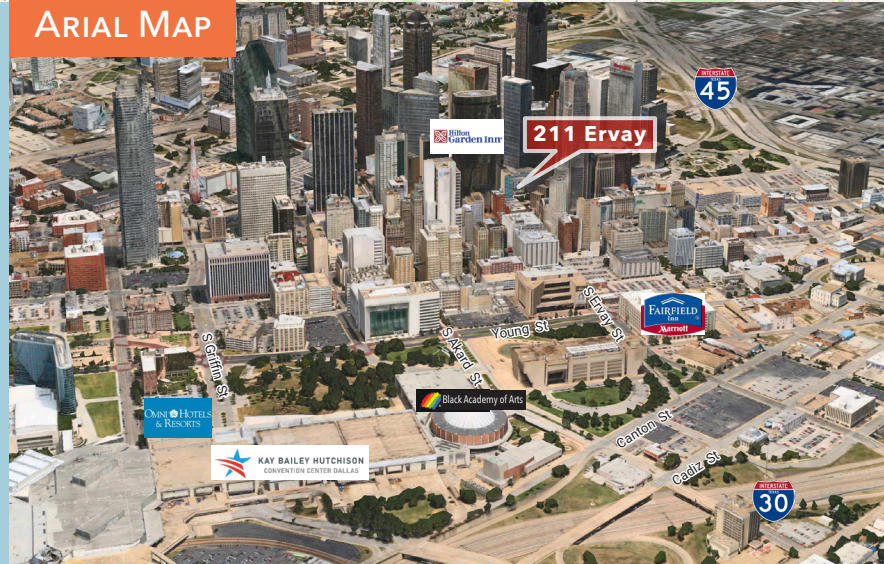 ARIAL MAP
INTERSTATE
TEXAS
45
Hilton
Garden Inn
211 Ervay
S Ervay St
FAIRFIELD
Inn
Marriott
Young St
S Griffin St
S Akard St
Black Academy of Arts
OMNI HOTELS
& RESORTS
Canton St
KAY BAILEY HUTCHISON
CONVENTION CENTER DALLAS
Cadiz St
INTERSTATE
TEXAS
30